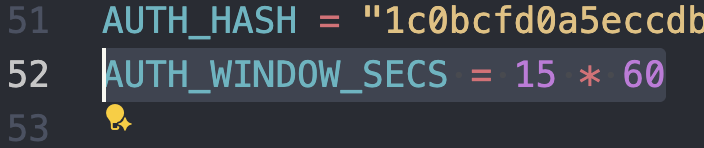 51 AUTH_HASH = "1c0bcfd0a5eccdb
52 AUTH_WINDOW_SECS = 15 * 60
53